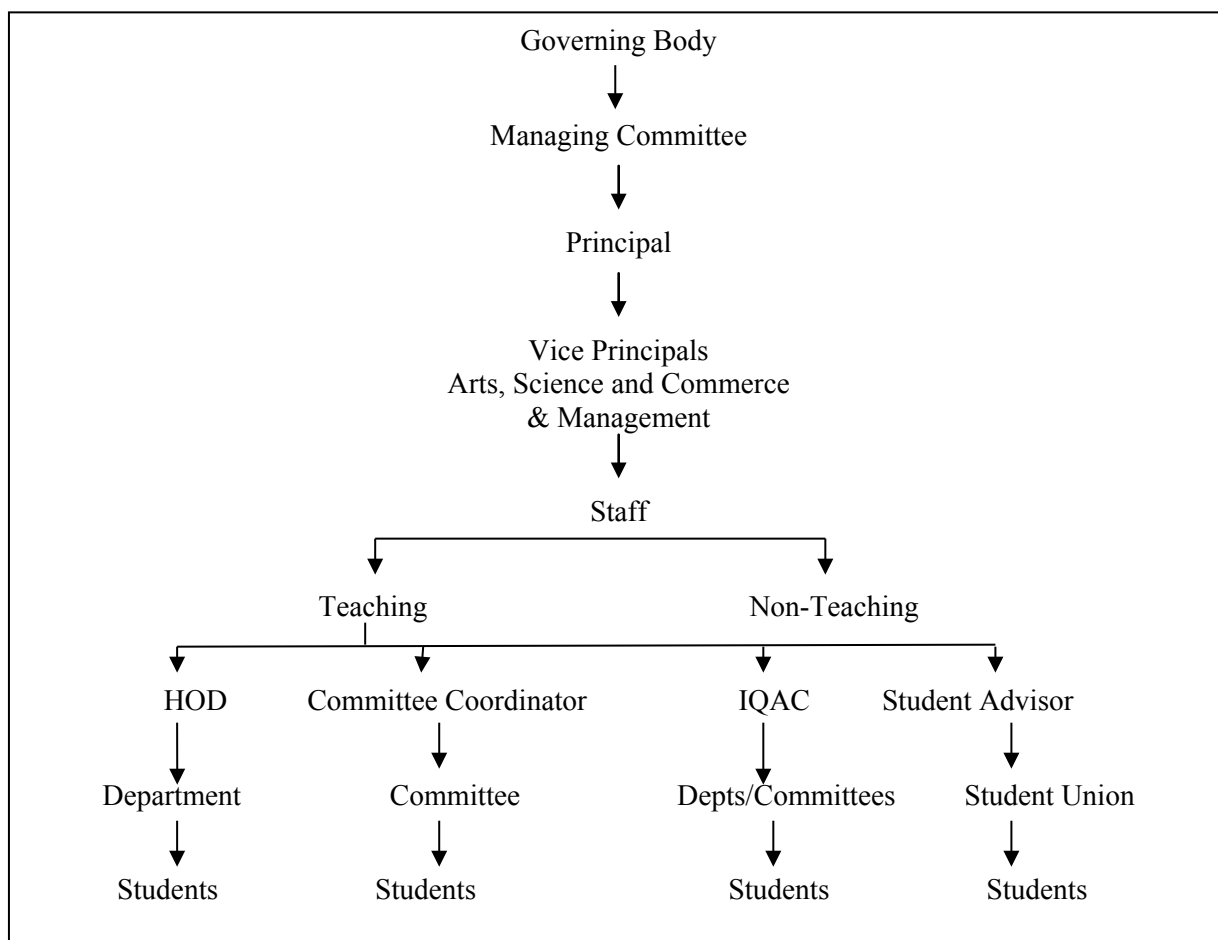 Governing Body
Managing Committee
Principal
Vice Principals
Arts, Science and Commerce
& Management
Staff
Teaching Non-Teaching
HOD Committee Coordinator IQAC Student Advisor
Department Committee Depts/Committees Student Union
Students Students Students Students